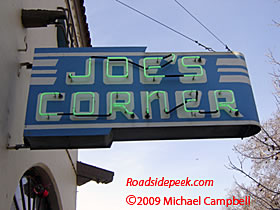 JOE'S
CORNER
Roadsidepeek.com
©2009 Michael Campbell